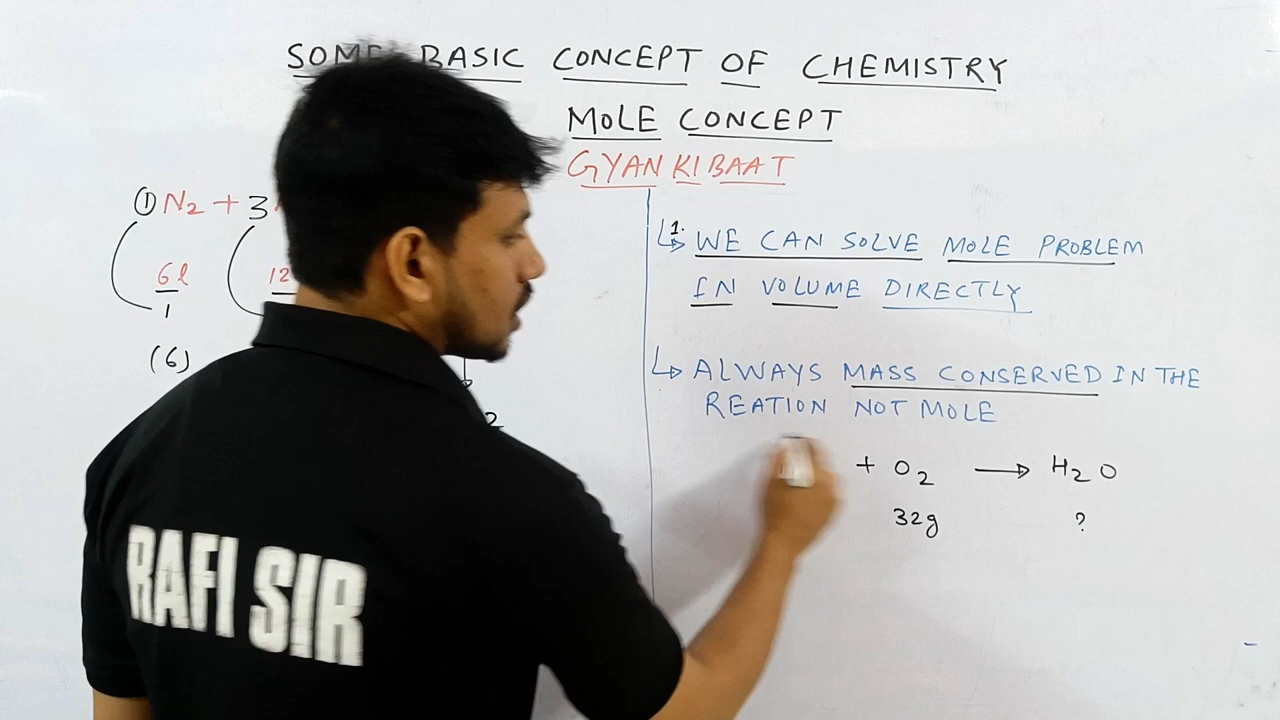 SOME BASIC CONCEPT OF CHEMISTRY
MOLE CONCEPT
GYAN KI BAAT
① N2 + 3
6l 12
1
(6)
2
1. WE CAN SOLVE MOLE PROBLEM
IN VOLUME DIRECTLY
ALWAYS MASS CONSERVED IN THE
REATION NOT MOLE
+ O2 → H2O
32g ?
RAFI SIR